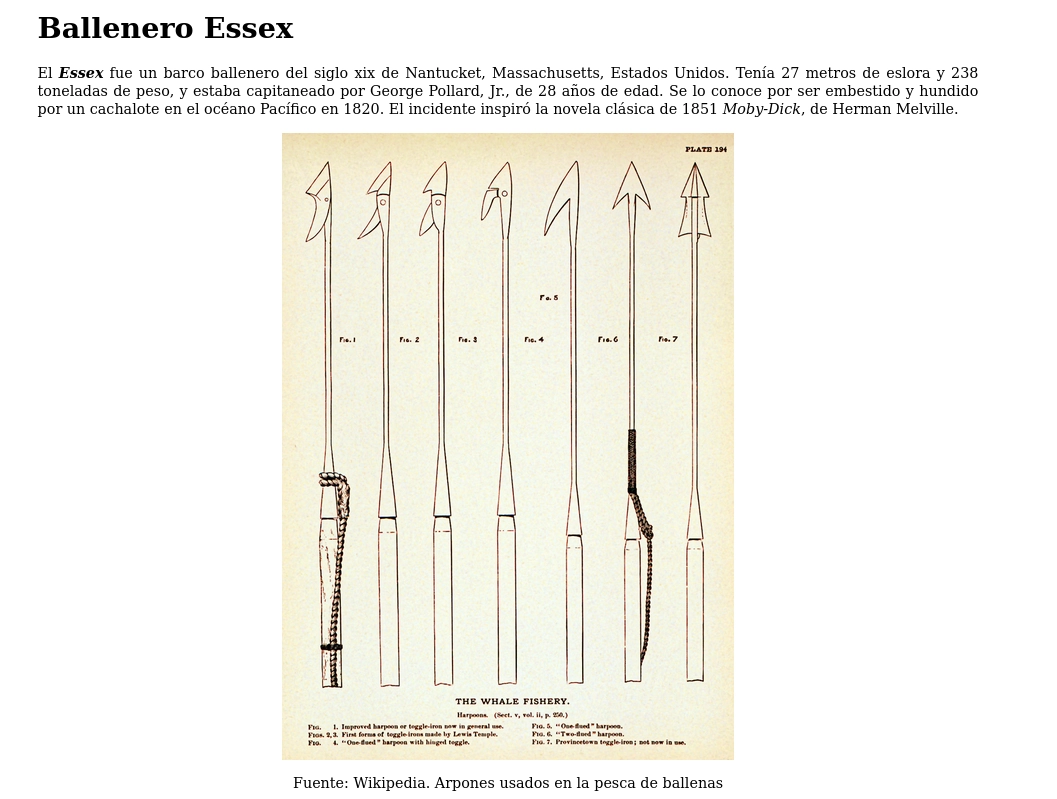 Ballenero Essex
El Essex fue un barco ballenero del siglo xix de Nantucket, Massachusetts, Estados Unidos. Tenía 27 metros de eslora y 238
toneladas de peso, y estaba capitaneado por George Pollard, Jr., de 28 años de edad. Se lo conoce por ser embestido y hundido
por un cachalote en el océano Pacífico en 1820. El incidente inspiró la novela clásica de 1851 Moby-Dick, de Herman Melville.
PLATE 194
Fig. 5
Fig. 1 Fig. 2 Fig. 3 Fig. 4 Fig. 6 Fig. 7
THE WHALE FISHERY.
Harpoons. (Sect. v, vol. ii, p. 250.)
Fig. 1. Improved harpoon or toggle-iron now in general use.
Figs. 2, 3. First forms of toggle-irons made by Lewis Temple.
Fig. 4. "One-flued" harpoon with hinged toggle.
Fig. 5. "One-flued" harpoon.
Fig. 6. "Two-flued" harpoon.
Fig. 7. Provincetown toggle-iron; not now in use.
Fuente: Wikipedia. Arpones usados en la pesca de ballenas